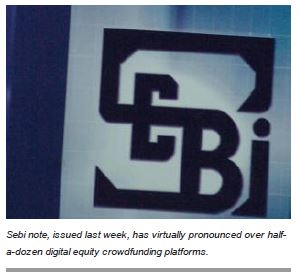 SEBi
Sebi note, issued last week, has virtually pronounced over half-
a-dozen digital equity crowdfunding platforms.